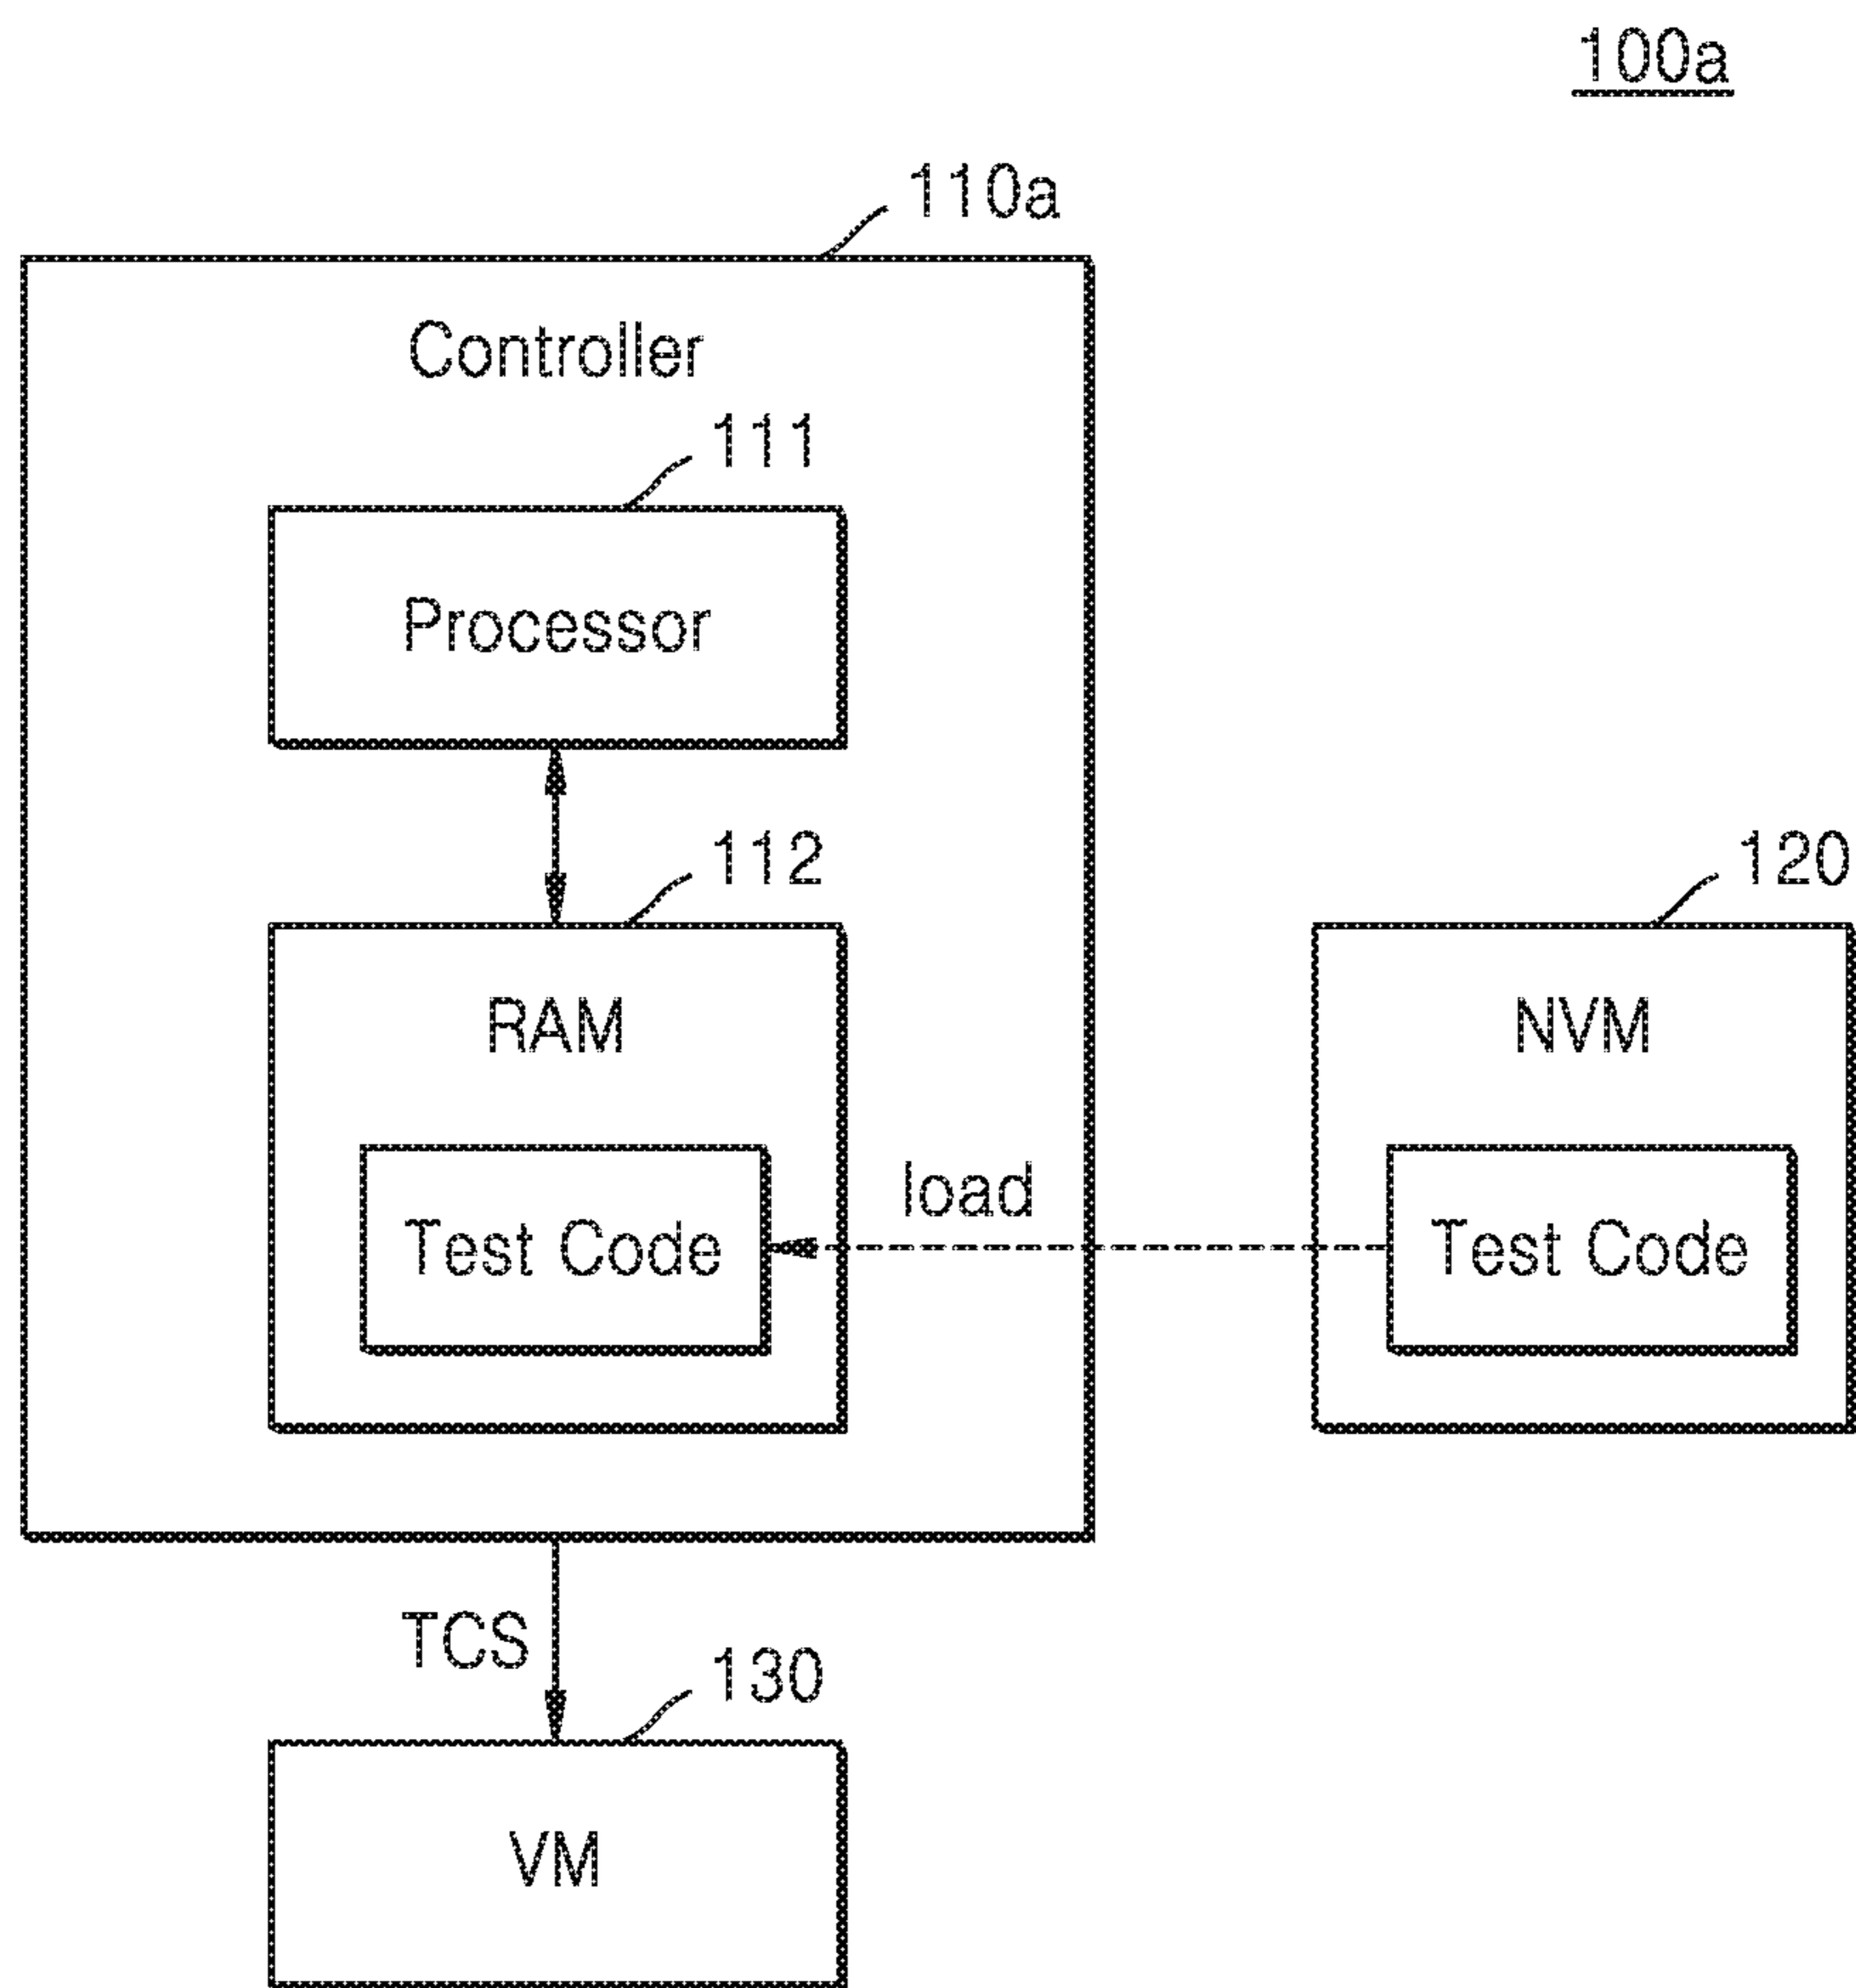 100a
110a
Controller
111
Processor
112
120
RAM
NVM
load
Test Code
Test Code
TCS
130
VM